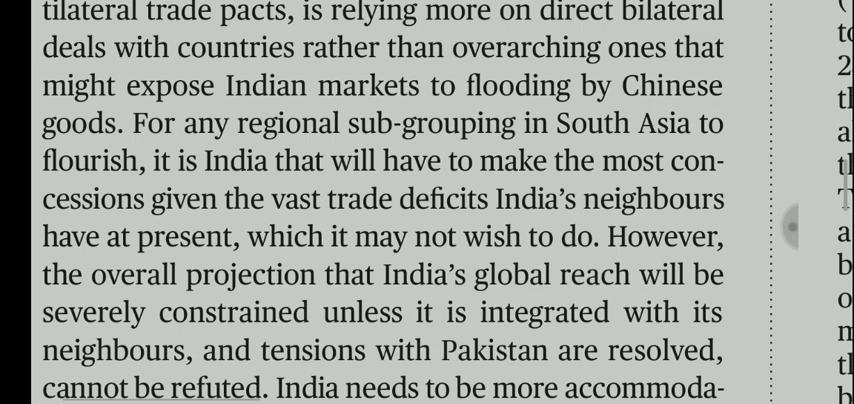 tilateral trade pacts, is relying more on direct bilateral
deals with countries rather than overarching ones that
might expose Indian markets to flooding by Chinese
goods. For any regional sub-grouping in South Asia to
flourish, it is India that will have to make the most con-
cessions given the vast trade deficits India’s neighbours
have at present, which it may not wish to do. However,
the overall projection that India’s global reach will be
severely constrained unless it is integrated with its
neighbours, and tensions with Pakistan are resolved,
cannot be refuted. India needs to be more accommoda-